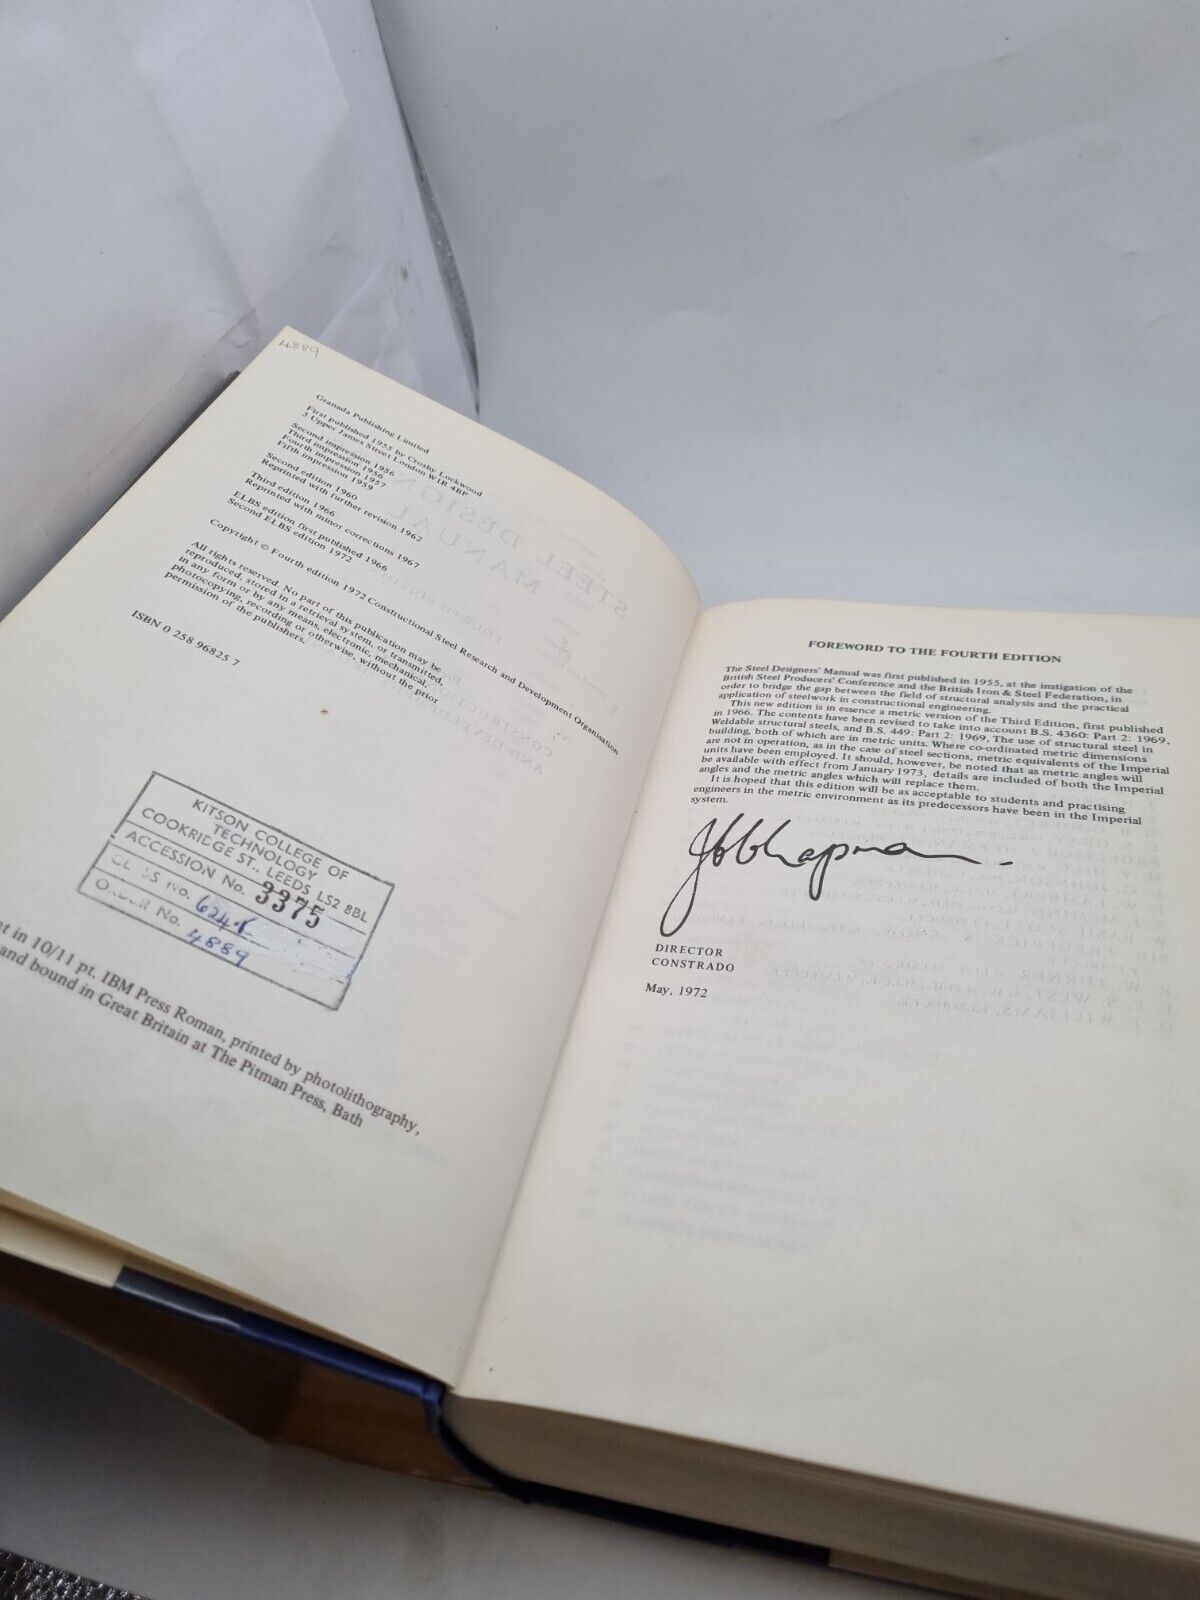 4889
Granada Publishing Limited
First published 1955 by Crosby Lockwood
3 Upper James Street London W1R 4BP
Second impression 1956
Third impression 1956
Fourth impression 1957
Fifth impression 1959
Second edition 1960
Reprinted with further revision 1962
Third edition 1966
Reprinted with minor corrections 1967
ELBS edition first published 1966
Second ELBS edition 1972
Copyright © Fourth edition 1972 Constructional Steel Research and Development Organisation
All rights reserved. No part of this publication may be
reproduced, stored in a retrieval system, or transmitted,
in any form or by any means, electronic, mechanical,
photocopying, recording or otherwise, without the prior
permission of the publishers.
ISBN 0 258 96825 7
KITSON COLLEGE OF
TECHNOLOGY
COOKRIDGE ST., LEEDS LS2 8BL
ACCESSION No. 3375
CLASS No. 624.1
ORDER No. 4889
in 10/11 pt. IBM Press Roman, printed by photolithography,
and bound in Great Britain at The Pitman Press, Bath
FOREWORD TO THE FOURTH EDITION
The Steel Designers' Manual was first published in 1955, at the instigation of the
British Steel Producers' Conference and the British Iron & Steel Federation, in
order to bridge the gap between the field of structural analysis and the practical
application of steelwork in constructional engineering.
This new edition is in essence a metric version of the Third Edition, first published
in 1966. The contents have been revised to take into account B.S. 4360: Part 2: 1969,
Weldable structural steels, and B.S. 449: Part 2: 1969, The use of structural steel in
building, both of which are in metric units. Where co-ordinated metric dimensions
are not in operation, as in the case of steel sections, metric equivalents of the Imperial
units have been employed. It should, however, be noted that as metric angles will
be available with effect from January 1973, details are included of both the Imperial
angles and the metric angles which will replace them.
It is hoped that this edition will be as acceptable to students and practising
engineers in the metric environment as its predecessors have been in the Imperial
system.
Chapman
DIRECTOR
CONSTRADO
May, 1972